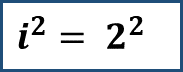 i² = 2²